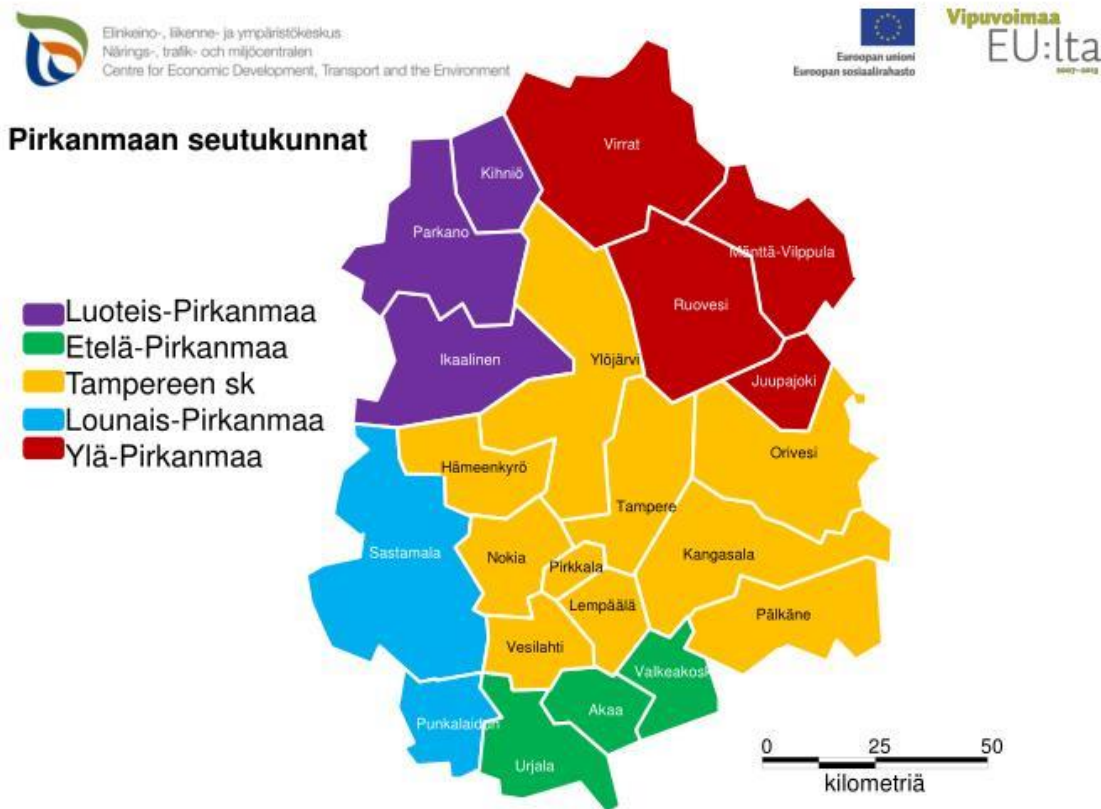 Elinkeino-, liikenne- ja ympäristökeskus
Närings-, trafik- och miljöcentralen
Centre for Economic Development, Transport and the Environment
Euroopan unioni
Euroopan sosiaalirahasto
Vipuvoimaa
EU:lta
2007–2013
Pirkanmaan seutukunnat
Luoteis-Pirkanmaa
Etelä-Pirkanmaa
Tampereen sk
Lounais-Pirkanmaa
Ylä-Pirkanmaa
Virrat
Kihniö
Parkano
Mänttä-Vilppula
Ruovesi
Ikaalinen
Ylöjärvi
Juupajoki
Orivesi
Hämeenkyrö
Tampere
Sastamala
Nokia
Pirkkala
Kangasala
Lempäälä
Pälkäne
Vesilahti
Valkeakosk
Akaa
Punkalaidun
Urjala
0 25 50
kilometriä